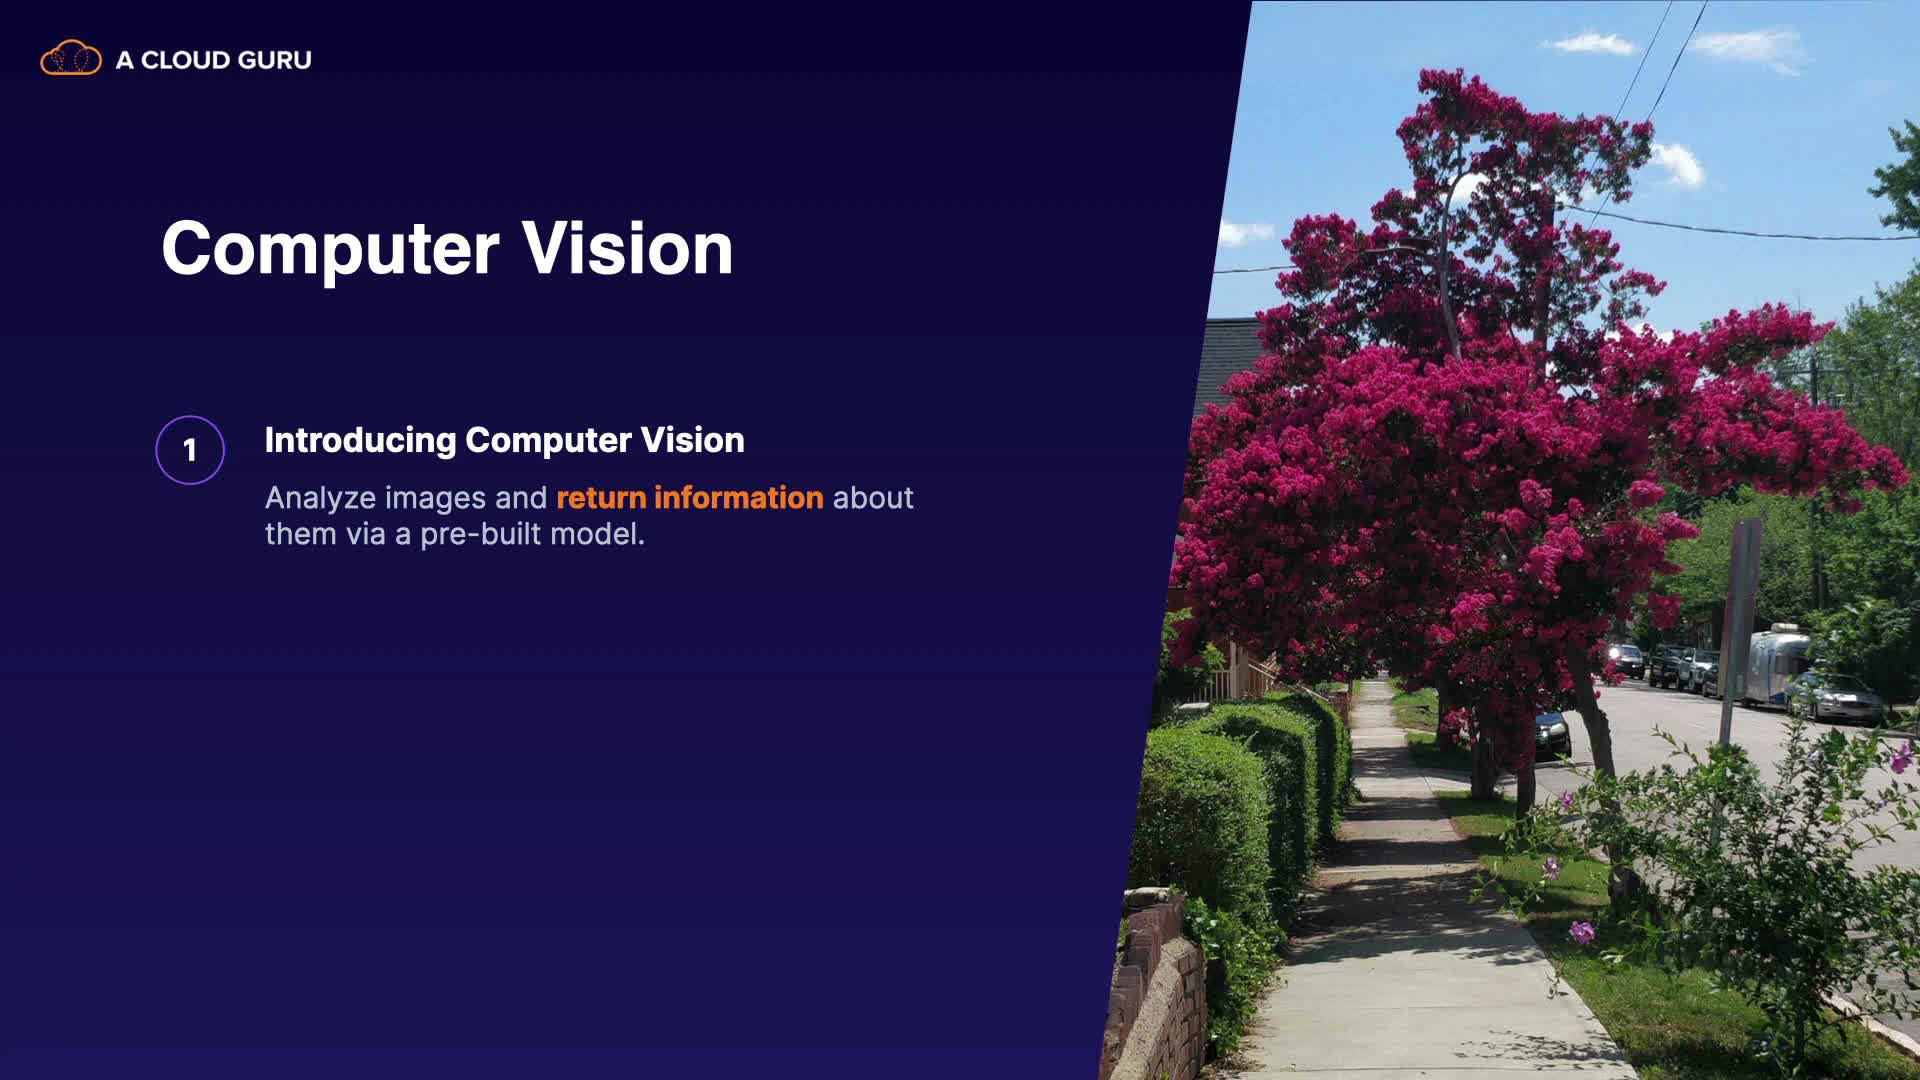 A CLOUD GURU
Computer Vision
1
Introducing Computer Vision
Analyze images and return information about
them via a pre-built model.